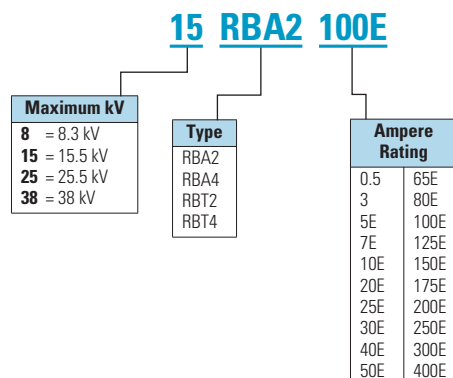 15 RBA2 100E
Maximum kV
8 = 8.3 kV
15 = 15.5 kV
25 = 25.5 kV
38 = 38 kV
Type
RBA2
RBA4
RBT2
RBT4
Ampere
Rating
0.5 65E
3 80E
5E 100E
7E 125E
10E 150E
20E 175E
25E 200E
30E 250E
40E 300E
50E 400E